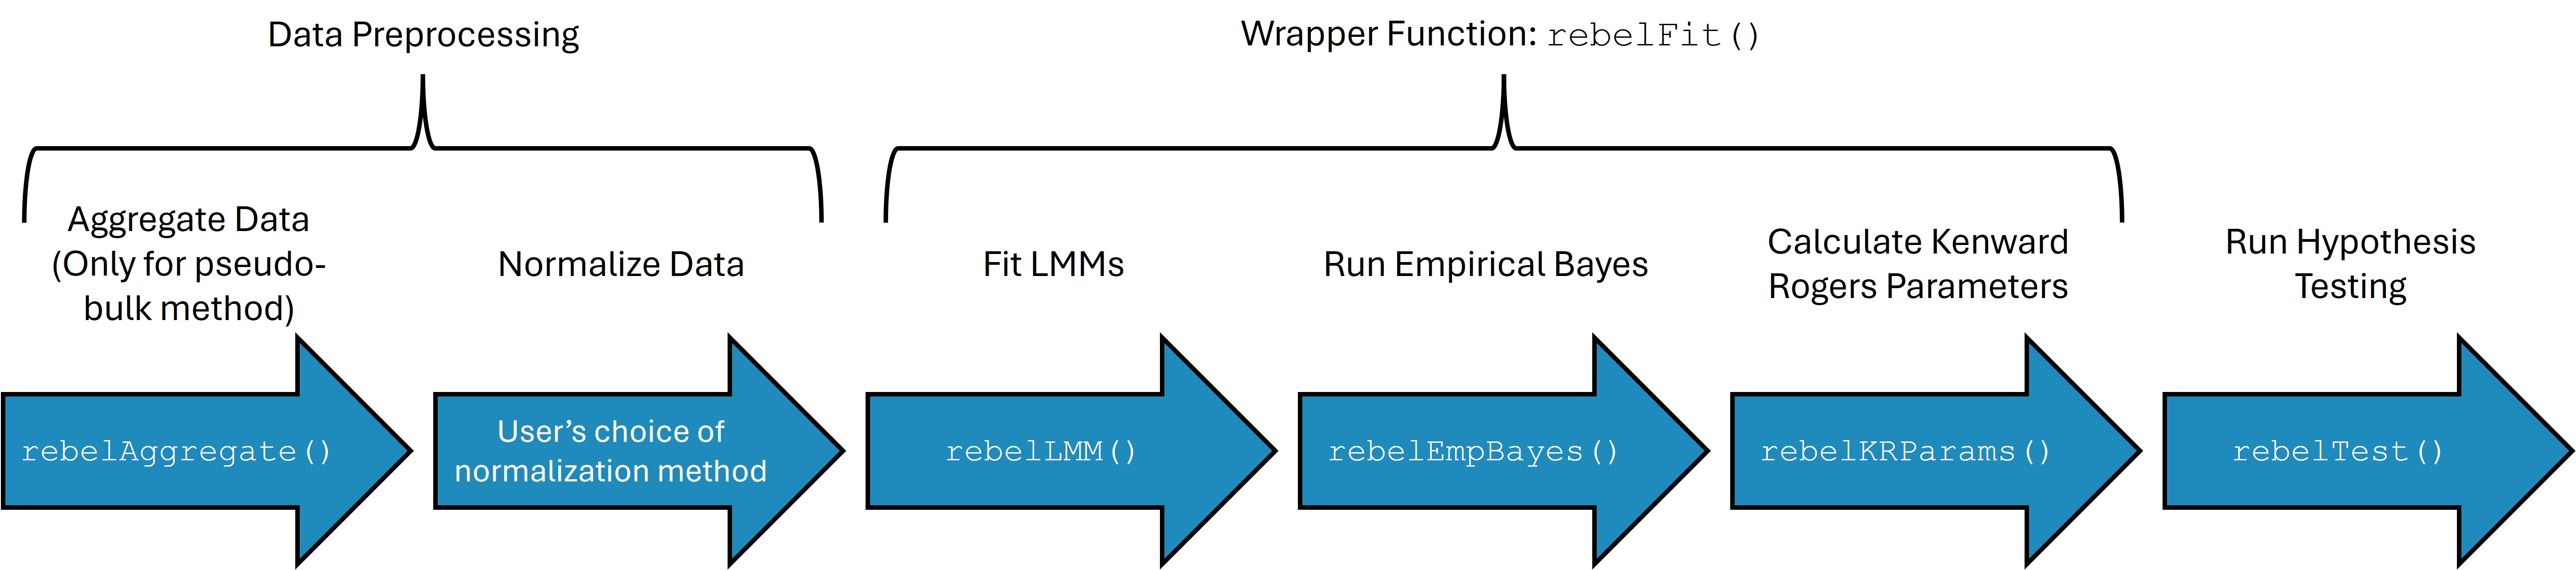 Data Preprocessing
Wrapper Function: rebelFit()
Aggregate Data
(Only for pseudo-
bulk method)
Normalize Data
Fit LMMs
Run Empirical Bayes
Calculate Kenward
Rogers Parameters
Run Hypothesis
Testing
rebelAggregate()
User’s choice of
normalization method
rebelLMM()
rebelEmpBayes()
rebelKRParams()
rebelTest()